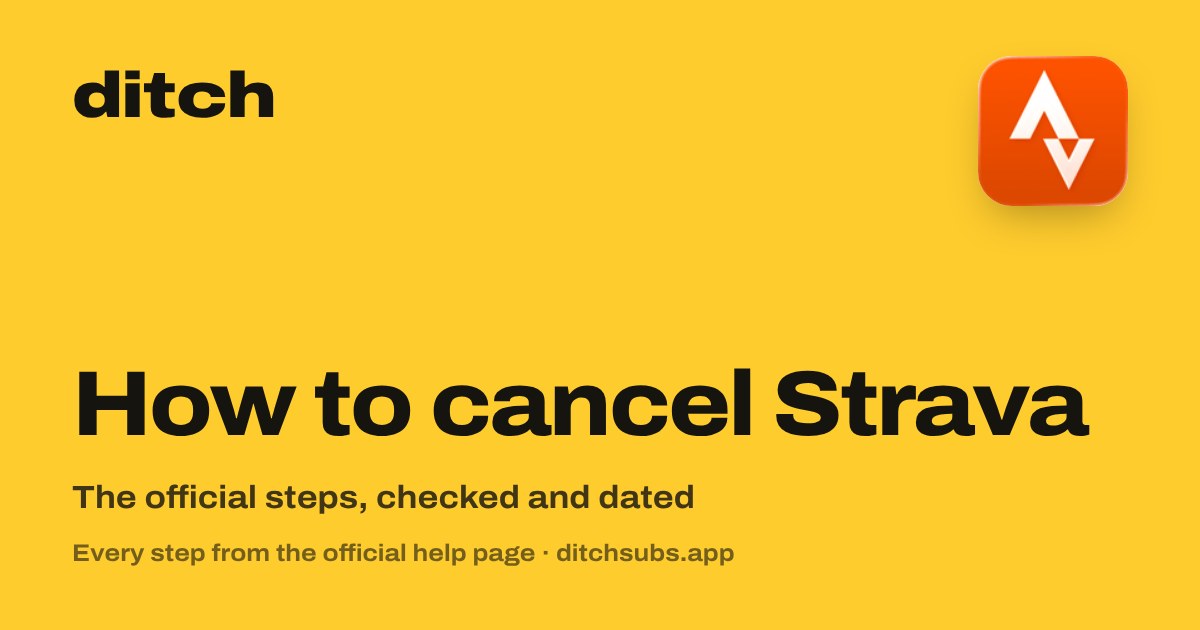 ditch
How to cancel Strava
The official steps, checked and dated
Every step from the official help page · ditchsubs.app